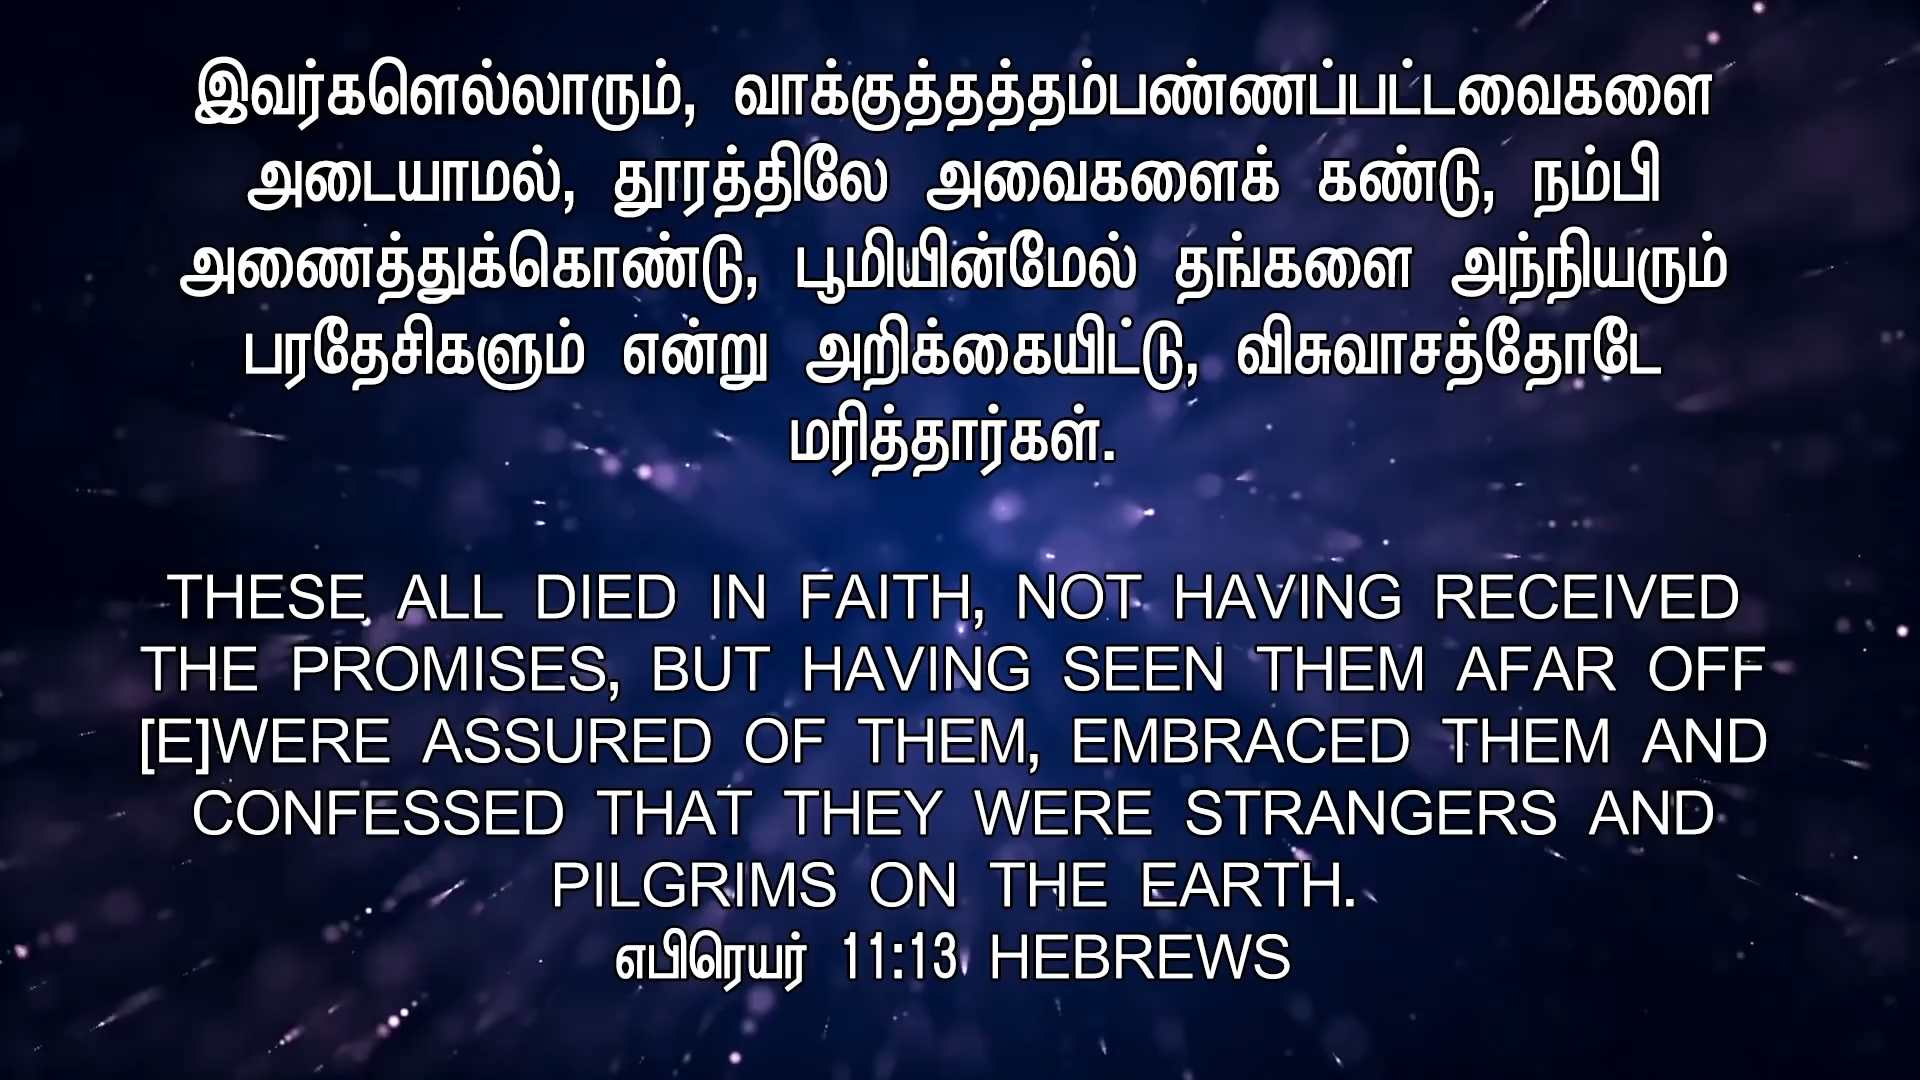 இவர்களெல்லாரும், வாக்குத்தத்தம்பண்ணப்பட்டவைகளை
அடையாமல், தூரத்திலே அவைகளைக் கண்டு, நம்பி
அணைத்துக்கொண்டு, பூமியின்மேல் தங்களை அந்நியரும்
பரதேசிகளும் என்று அறிக்கையிட்டு, விசுவாசத்தோடே
மரித்தார்கள்.
THESE ALL DIED IN FAITH, NOT HAVING RECEIVED
THE PROMISES, BUT HAVING SEEN THEM AFAR OFF
[E]WERE ASSURED OF THEM, EMBRACED THEM AND
CONFESSED THAT THEY WERE STRANGERS AND
PILGRIMS ON THE EARTH.
எபிரெயர் 11:13 HEBREWS